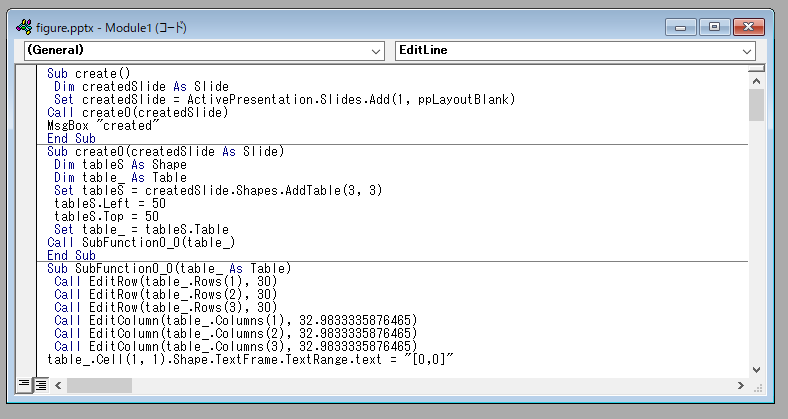 figure.pptx - Module1 (コード)
(General) EditLine
Sub create()
Dim createdSlide As Slide
Set createdSlide = ActivePresentation.Slides.Add(1, ppLayoutBlank)
Call create0(createdSlide)
MsgBox "created"
End Sub
Sub create0(createdSlide As Slide)
Dim tableS As Shape
Dim table_ As Table
Set tableS = createdSlide.Shapes.AddTable(3, 3)
tableS.Left = 50
tableS.Top = 50
Set table_ = tableS.Table
Call SubFunction0_0(table_)
End Sub
Sub SubFunction0_0(table_ As Table)
Call EditRow(table_.Rows(1), 30)
Call EditRow(table_.Rows(2), 30)
Call EditRow(table_.Rows(3), 30)
Call EditColumn(table_.Columns(1), 32.9833335876465)
Call EditColumn(table_.Columns(2), 32.9833335876465)
Call EditColumn(table_.Columns(3), 32.9833335876465)
table_.Cell(1, 1).Shape.TextFrame.TextRange.text = "[0,0]"